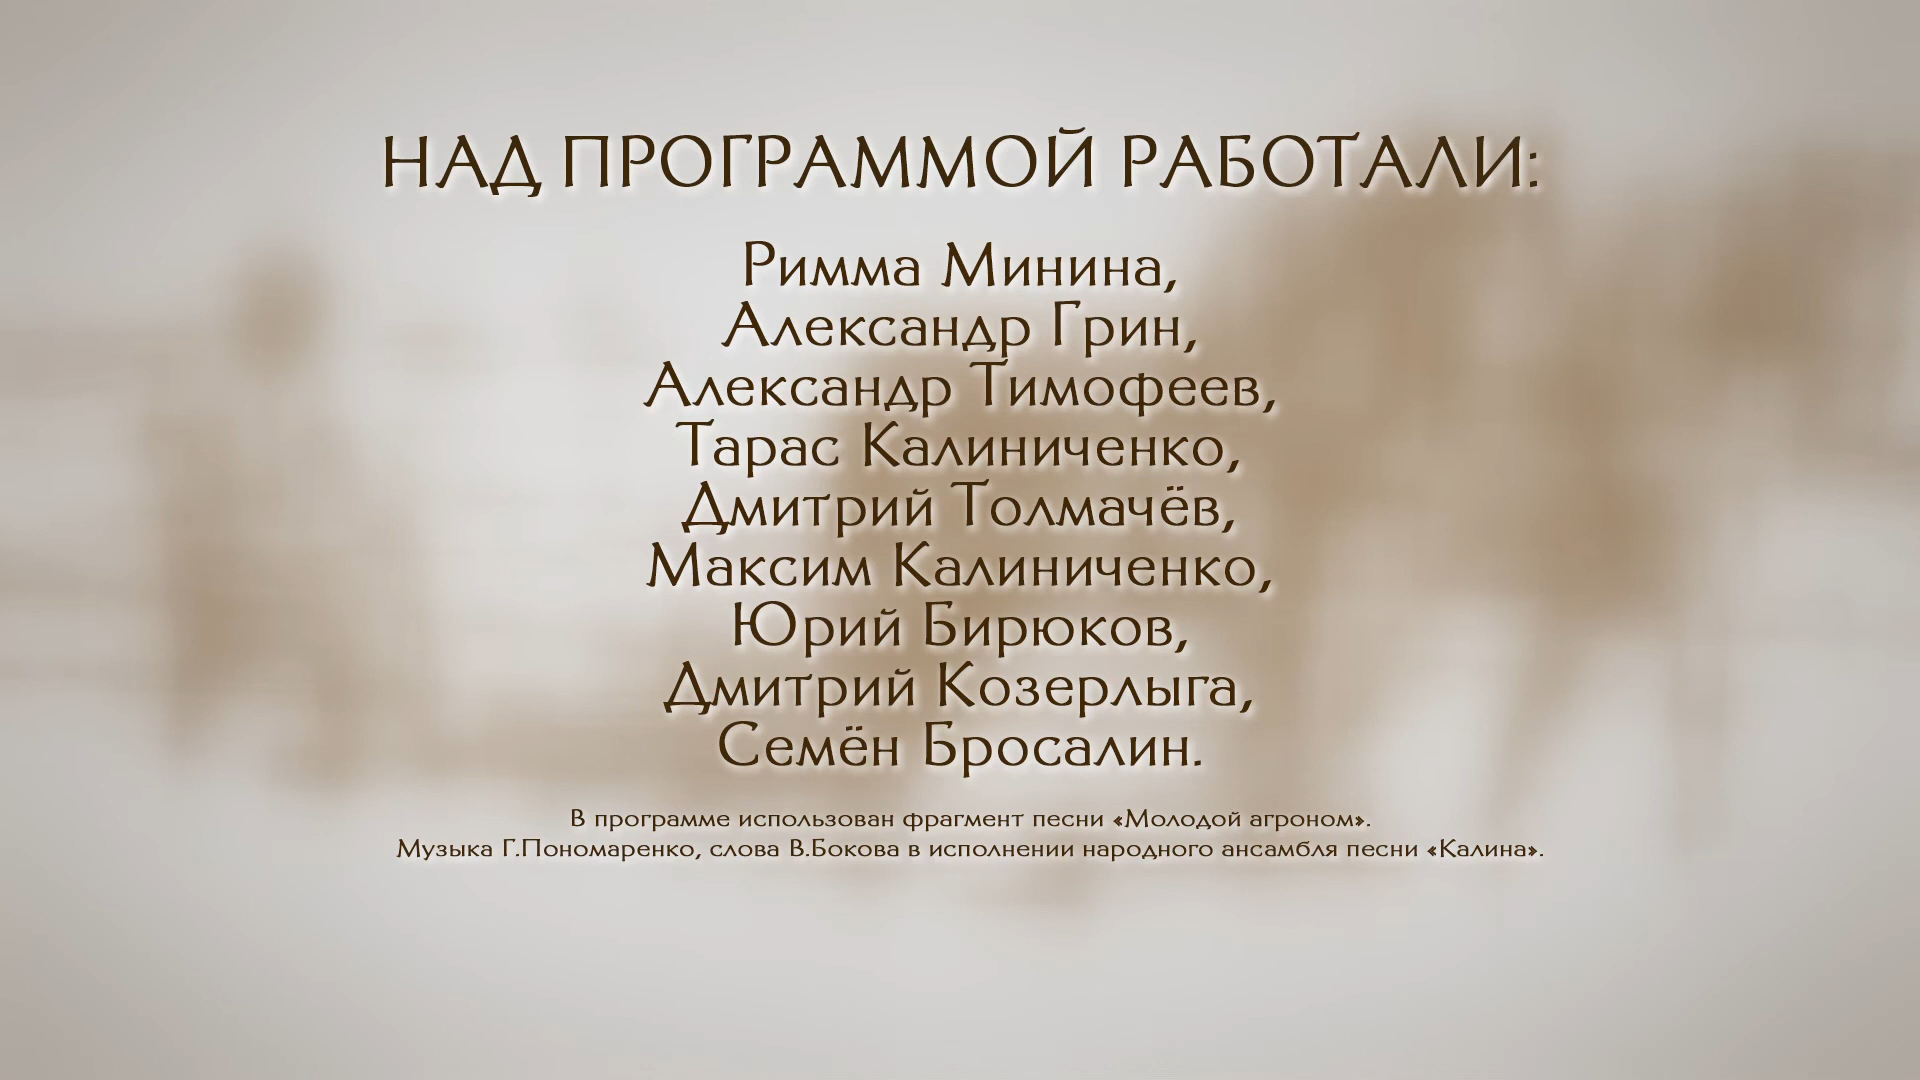 НАД ПРОГРАММОЙ РАБОТАЛИ:
Римма Минина,
Александр Грин,
Александр Тимофеев,
Тарас Калиниченко,
Дмитрий Толмачёв,
Максим Калиниченко,
Юрий Бирюков,
Дмитрий Козерлыга,
Семён Бросалин.
В программе использован фрагмент песни «Молодой агроном».
Музыка Г.Пономаренко, слова В.Бокова в исполнении народного ансамбля песни «Калина».